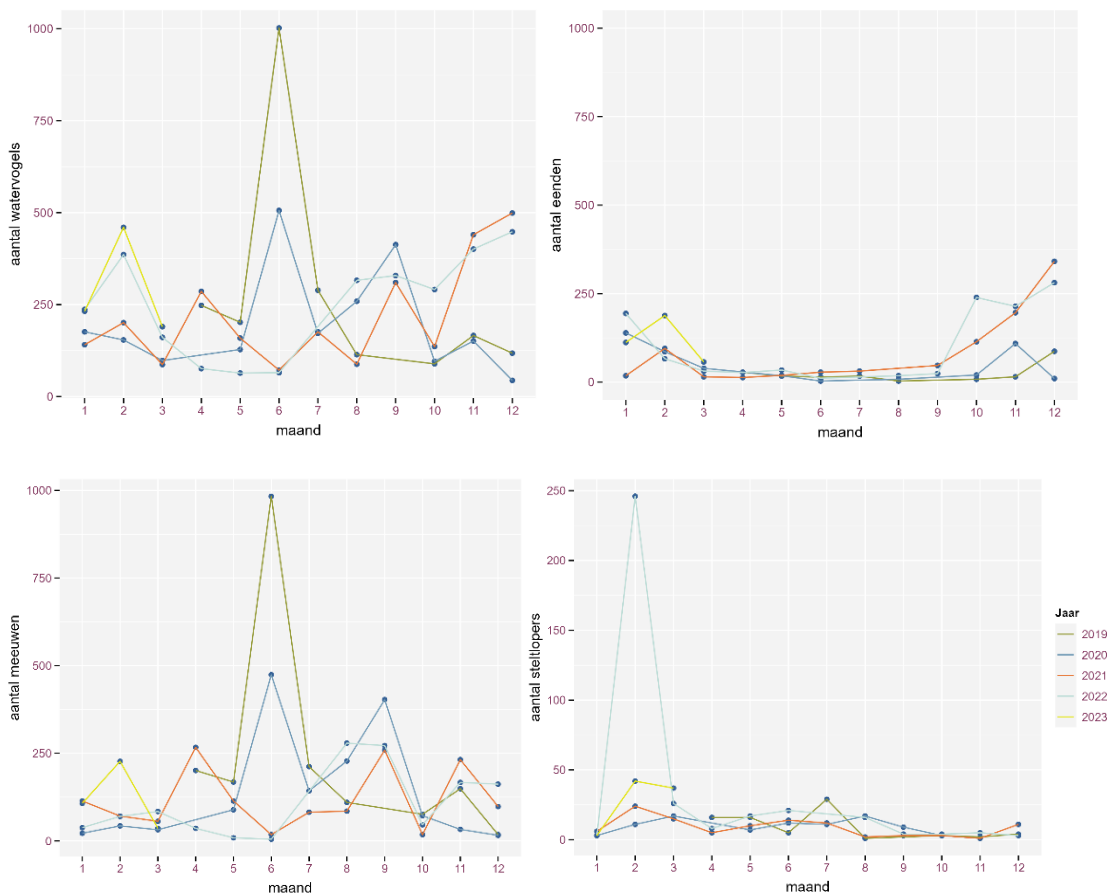 aantal watervogels
1000
750
500
250
0
1 2 3 4 5 6 7 8 9 10 11 12
maand
aantal eenden
1000
750
500
250
0
1 2 3 4 5 6 7 8 9 10 11 12
maand
aantal meeuwen
1000
750
500
250
0
1 2 3 4 5 6 7 8 9 10 11 12
maand
aantal steltlopers
250
200
150
100
50
0
1 2 3 4 5 6 7 8 9 10 11 12
maand
Jaar
2019
2020
2021
2022
2023